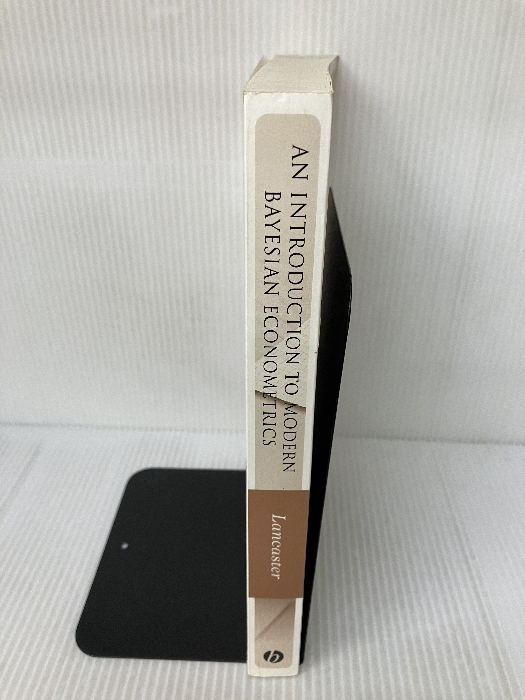 AN INTRODUCTION TO MODERN
BAYESIAN ECONOMETRICS
Lancaster
b